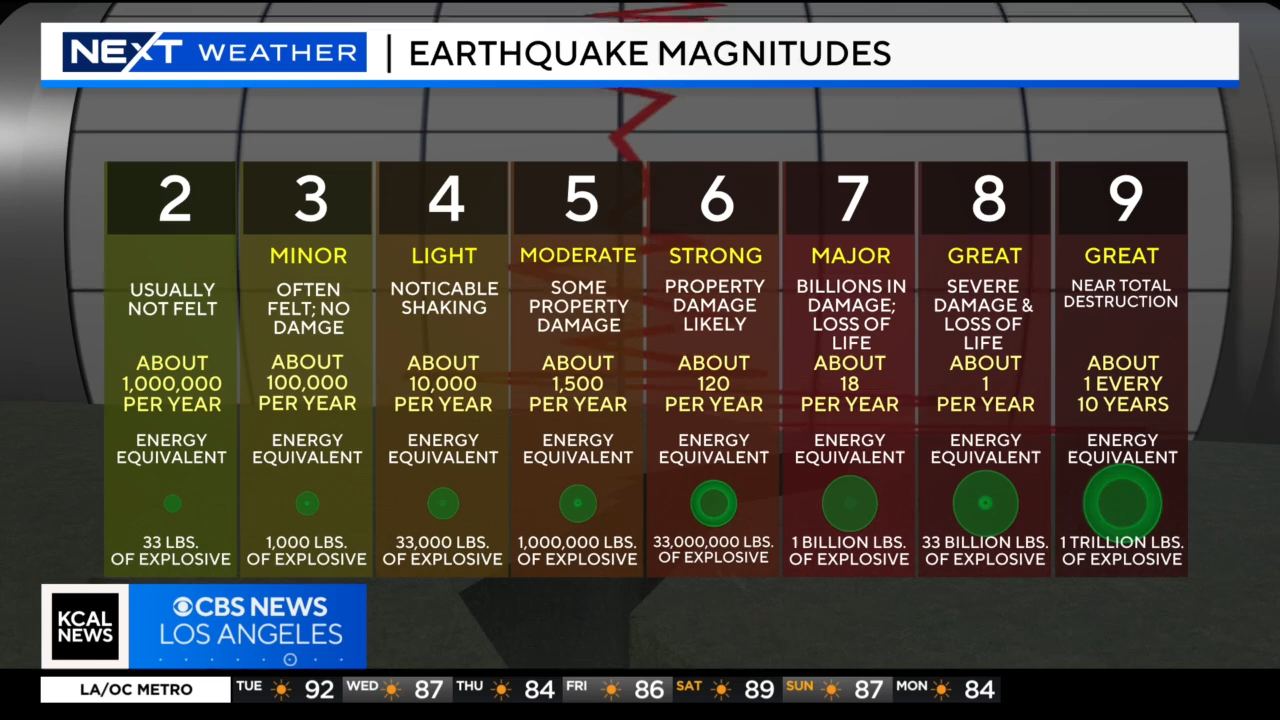 NEXT WEATHER | EARTHQUAKE MAGNITUDES
2
USUALLY
NOT FELT
ABOUT
1,000,000
PER YEAR
ENERGY
EQUIVALENT
33 LBS.
OF EXPLOSIVE
3
MINOR
OFTEN
FELT; NO
DAMGE
ABOUT
100,000
PER YEAR
ENERGY
EQUIVALENT
1,000 LBS.
OF EXPLOSIVE
4
LIGHT
NOTICABLE
SHAKING
ABOUT
10,000
PER YEAR
ENERGY
EQUIVALENT
33,000 LBS.
OF EXPLOSIVE
5
MODERATE
SOME
PROPERTY
DAMAGE
ABOUT
1,500
PER YEAR
ENERGY
EQUIVALENT
1,000,000 LBS.
OF EXPLOSIVE
6
STRONG
PROPERTY
DAMAGE
LIKELY
ABOUT
120
PER YEAR
ENERGY
EQUIVALENT
33,000,000 LBS.
OF EXPLOSIVE
7
MAJOR
BILLIONS IN
DAMAGE;
LOSS OF
LIFE
ABOUT
18
PER YEAR
ENERGY
EQUIVALENT
1 BILLION LBS.
OF EXPLOSIVE
8
GREAT
SEVERE
DAMAGE &
LOSS OF
LIFE
ABOUT
1
PER YEAR
ENERGY
EQUIVALENT
33 BILLION LBS.
OF EXPLOSIVE
9
GREAT
NEAR TOTAL
DESTRUCTION
ABOUT
1 EVERY
10 YEARS
ENERGY
EQUIVALENT
1 TRILLION LBS.
OF EXPLOSIVE
KCAL
NEWS
CBS NEWS
LOS ANGELES
LA/OC METRO TUE 92 WED 87 THU 84 FRI 86 SAT 89 SUN 87 MON 84